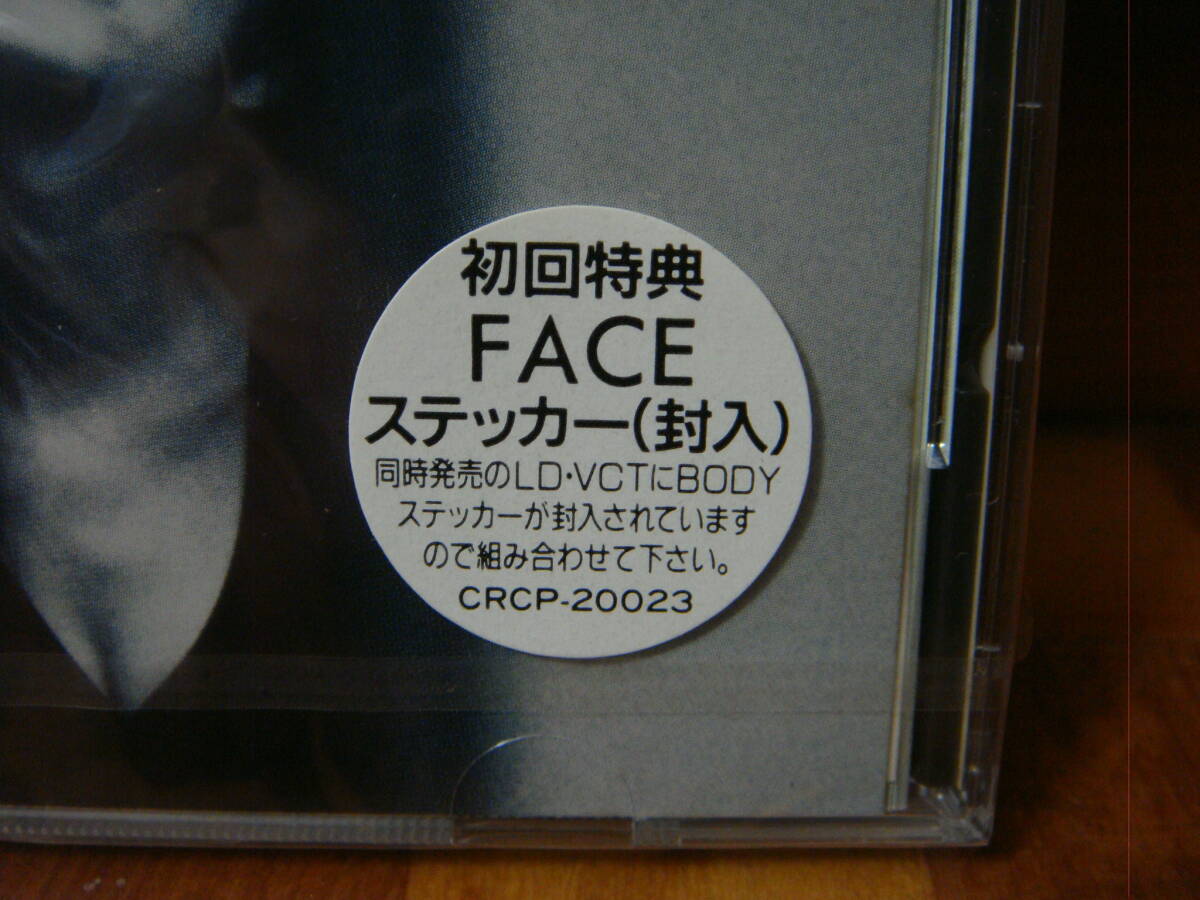 初回特典
FACE
ステッカー(封入)
同時発売のLD・VCTにBODY
ステッカーが封入されています
ので組み合わせて下さい。
CRCP-20023